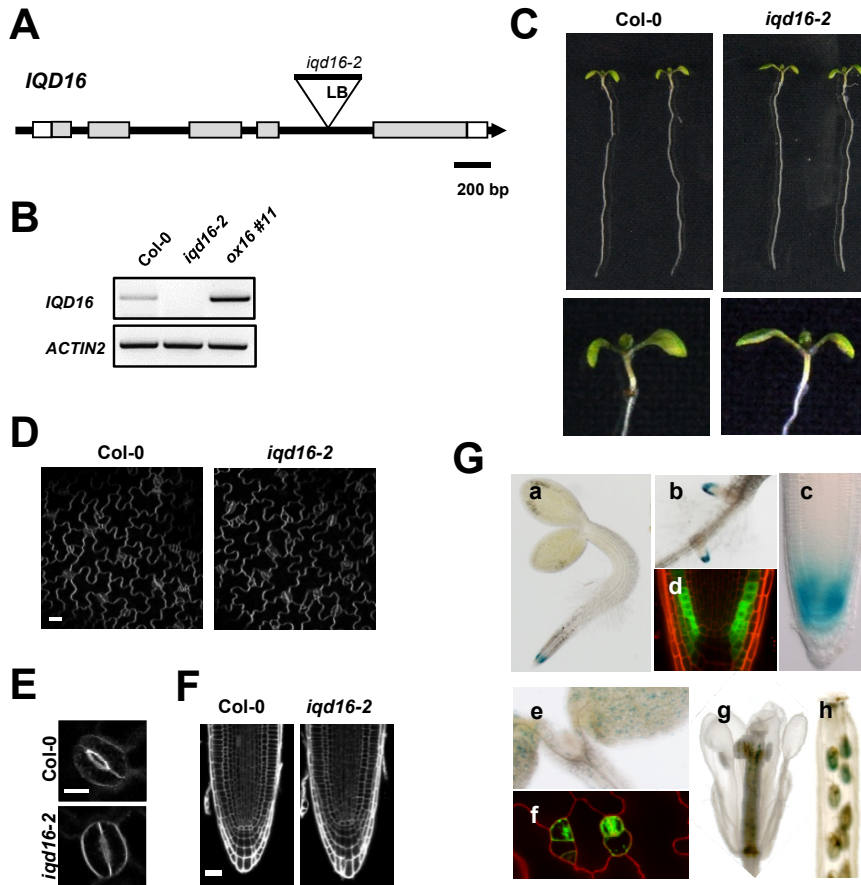 A
IQD16
iqd16-2
LB
200 bp
B
Col-0
iqd16-2
ox16 #11
IQD16
ACTIN2
C
Col-0
iqd16-2
D
Col-0
iqd16-2
E
Col-0
iqd16-2
F
Col-0
iqd16-2
G
a
b
c
d
e
f
g
h